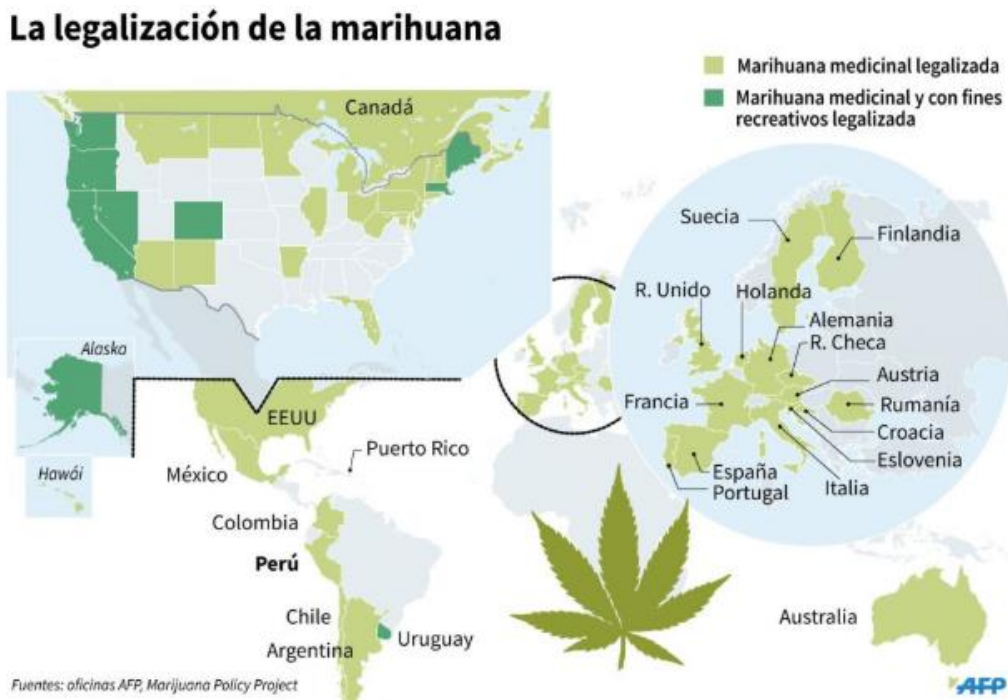 La legalización de la marihuana
Marihuana medicinal legalizada
Marihuana medicinal y con fines
recreativos legalizada
Canadá
Suecia
Finlandia
R. Unido
Holanda
Alemania
R. Checa
Austria
Francia
Rumanía
Croacia
Eslovenia
España
Portugal
Italia
Alaska
Hawái
EEUU
Puerto Rico
México
Colombia
Perú
Chile
Argentina
Uruguay
Australia
Fuentes: oficinas AFP, Marijuana Policy Project
AFP